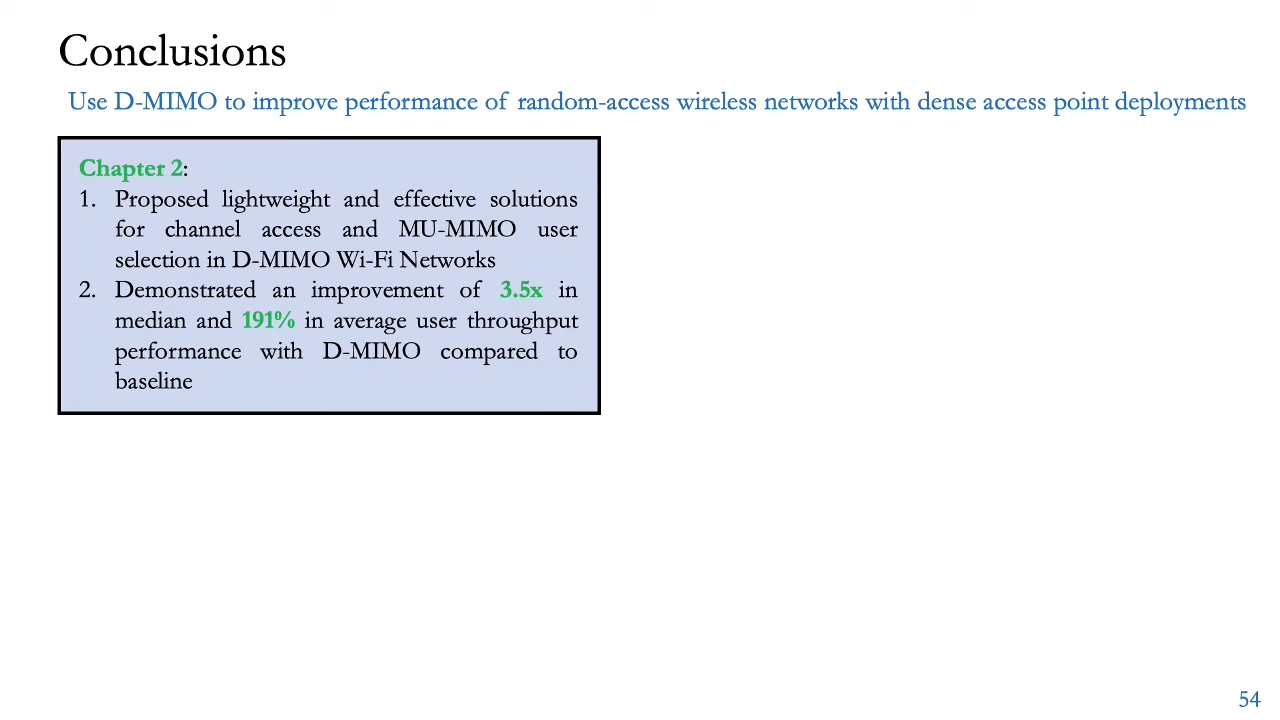 Conclusions
Use D-MIMO to improve performance of random-access wireless networks with dense access point deployments
Chapter 2:
1. Proposed lightweight and effective solutions
for channel access and MU-MIMO user
selection in D-MIMO Wi-Fi Networks
2. Demonstrated an improvement of 3.5x in
median and 191% in average user throughput
performance with D-MIMO compared to
baseline
54